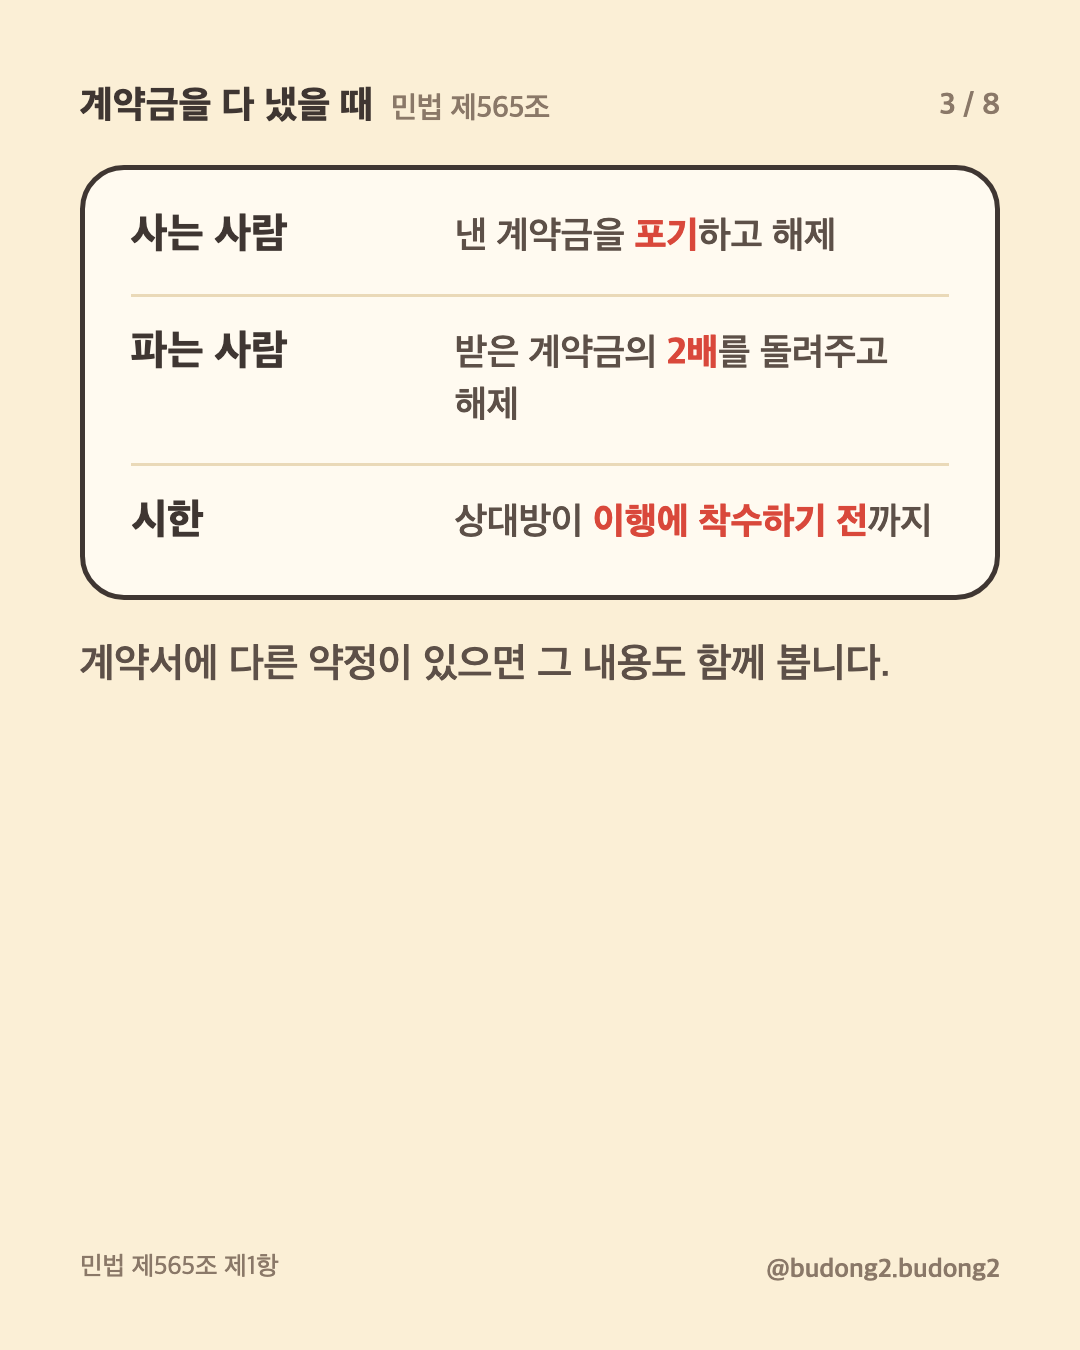 계약금을 다 냈을 때 민법 제565조
3 / 8
사는 사람
낸 계약금을 포기하고 해제
파는 사람
받은 계약금의 2배를 돌려주고
해제
시한
상대방이 이행에 착수하기 전까지
계약서에 다른 약정이 있으면 그 내용도 함께 봅니다.
민법 제565조 제1항
@budong2.budong2